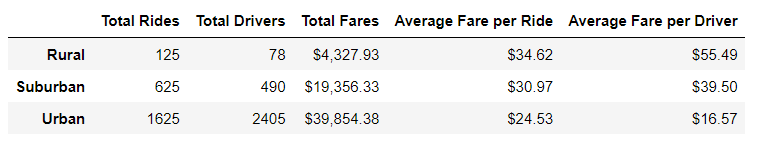 Total Rides Total Drivers Total Fares Average Fare per Ride Average Fare per Driver
Rural 125 78 $4,327.93 $34.62 $55.49
Suburban 625 490 $19,356.33 $30.97 $39.50
Urban 1625 2405 $39,854.38 $24.53 $16.57